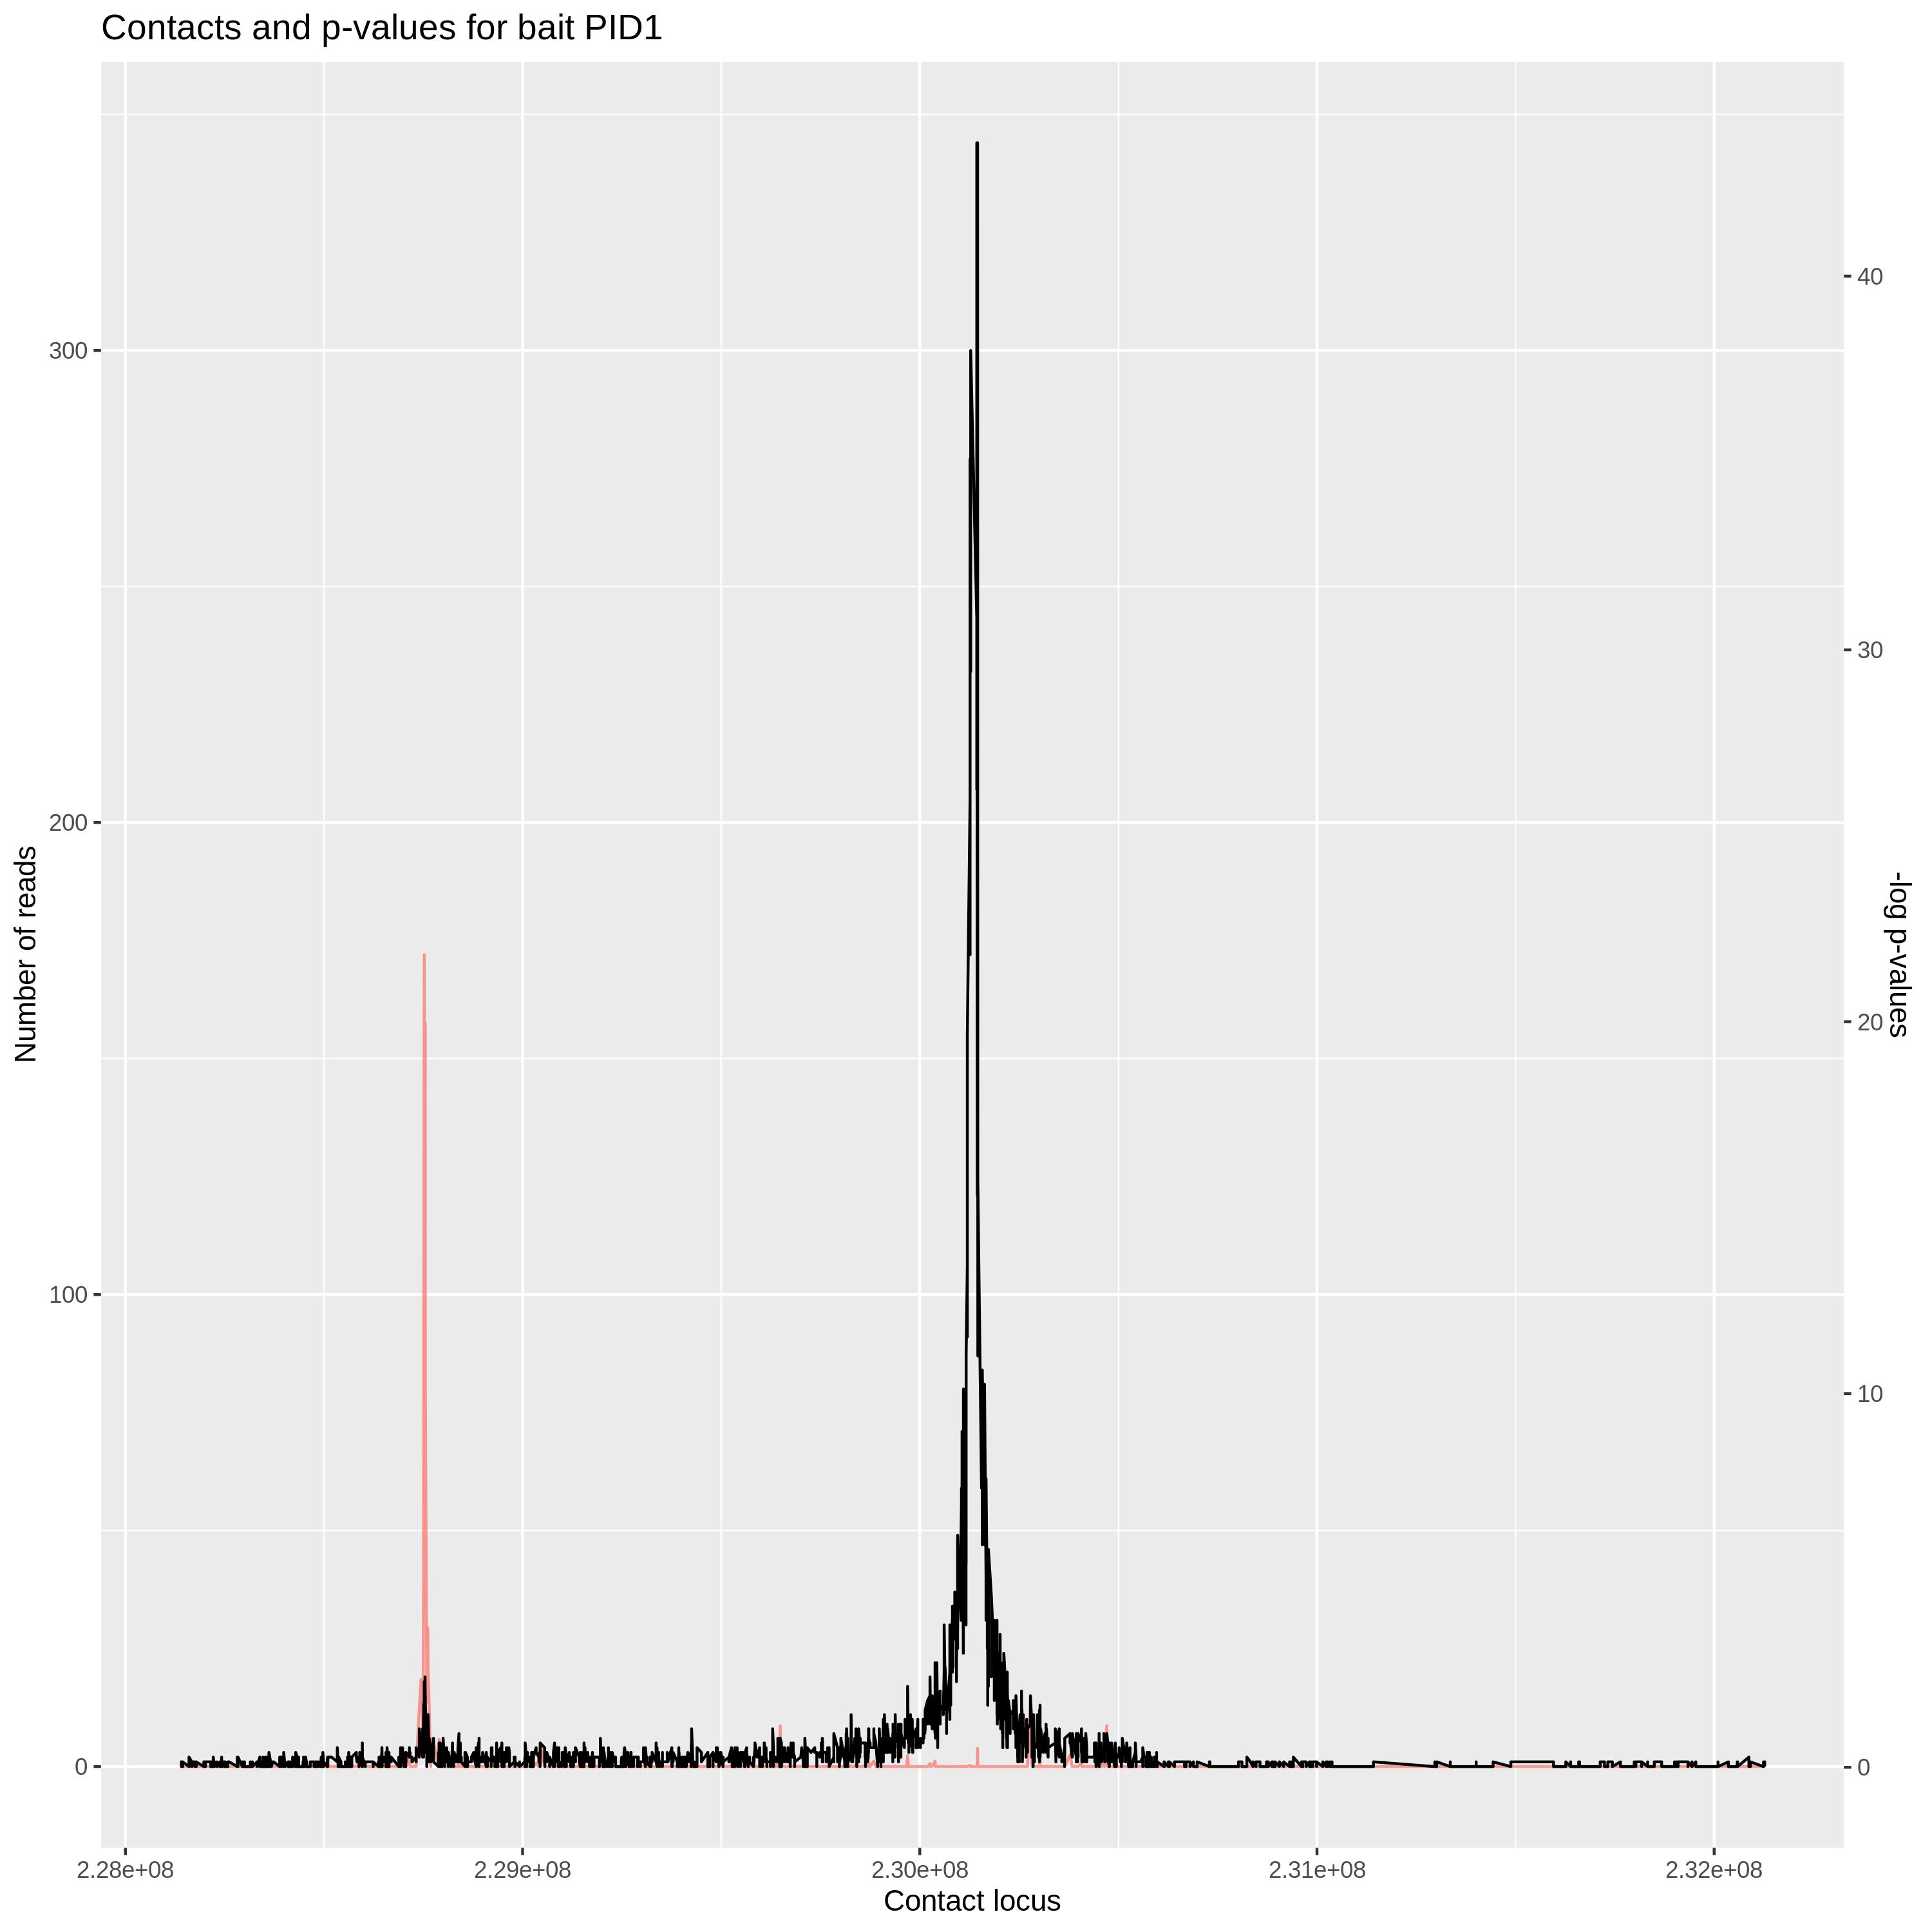 Contacts and p-values for bait PID1
Number of reads
300
200
100
0
40
30
20
10
0
-log p-values
2.28e+08
2.29e+08
2.30e+08
2.31e+08
2.32e+08
Contact locus